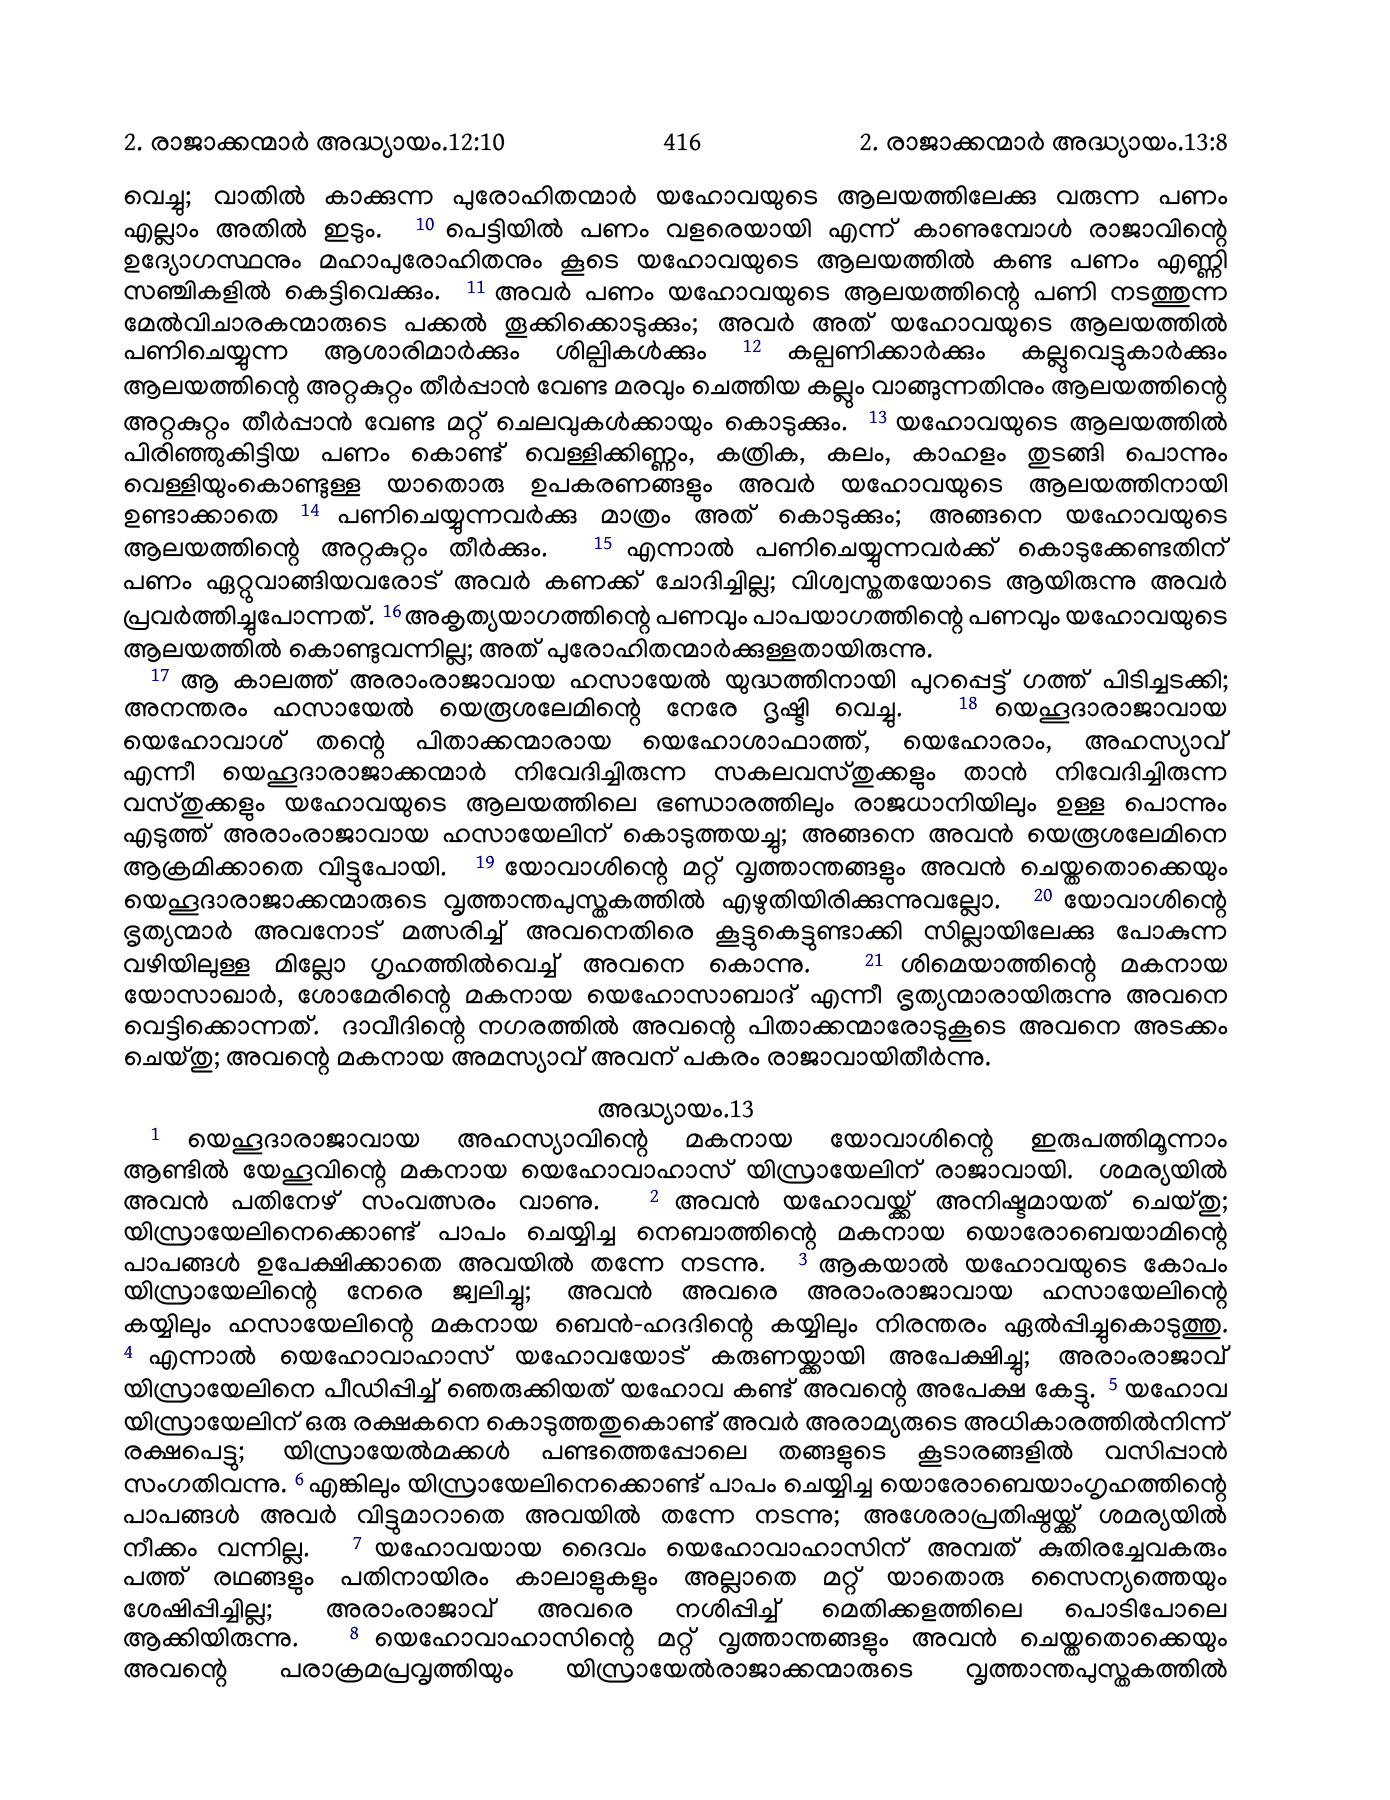 2. രാജാക്കന്മാർ അദ്ധ്യായം.12:10 416 2. രാജാക്കന്മാർ അദ്ധ്യായം.13:8
വെച്ചു; വാതിൽ കാക്കുന്ന പുരോഹിതന്മാർ യഹോവയുടെ ആലയത്തിലേക്കു വരുന്ന പണം
എല്ലാം അതിൽ ഇടും. 10 പെട്ടിയിൽ പണം വളരെയായി എന്ന് കാണുമ്പോൾ രാജാവിന്റെ
ഉദ്യോഗസ്ഥനും മഹാപുരോഹിതനും കൂടെ യഹോവയുടെ ആലയത്തിൽ കണ്ട പണം എണ്ണി
സഞ്ചികളിൽ കെട്ടിവെക്കും. 11 അവർ പണം യഹോവയുടെ ആലയത്തിന്റെ പണി നടത്തുന്ന
മേൽവിചാരകന്മാരുടെ പക്കൽ തൂക്കിക്കൊടുക്കും; അവർ അത് യഹോവയുടെ ആലയത്തിൽ
പണിചെയ്യുന്ന ആശാരിമാർക്കും ശില്പികൾക്കും 12 കല്പണിക്കാർക്കും കല്ലുവെട്ടുകാർക്കും
ആലയത്തിന്റെ അറ്റകുറ്റം തീർപ്പാൻ വേണ്ട മരവും ചെത്തിയ കല്ലും വാങ്ങുന്നതിനും ആലയത്തിന്റെ
അറ്റകുറ്റം തീർപ്പാൻ വേണ്ട മറ്റ് ചെലവുകൾക്കായും കൊടുക്കും. 13 യഹോവയുടെ ആലയത്തിൽ
പിരിഞ്ഞുകിട്ടിയ പണം കൊണ്ട് വെള്ളിക്കിണ്ണം, കത്രിക, കലം, കാഹളം തുടങ്ങി പൊന്നും
വെള്ളിയുംകൊണ്ടുള്ള യാതൊരു ഉപകരണങ്ങളും അവർ യഹോവയുടെ ആലയത്തിനായി
ഉണ്ടാക്കാതെ 14 പണിചെയ്യുന്നവർക്കു മാത്രം അത് കൊടുക്കും; അങ്ങനെ യഹോവയുടെ
ആലയത്തിന്റെ അറ്റകുറ്റം തീർക്കും. 15 എന്നാൽ പണിചെയ്യുന്നവർക്ക് കൊടുക്കേണ്ടതിന്
പണം ഏറ്റുവാങ്ങിയവരോട് അവർ കണക്ക് ചോദിച്ചില്ല; വിശ്വസ്തതയോടെ ആയിരുന്നു അവർ
പ്രവർത്തിച്ചുപോന്നത്. 16 അകൃത്യയാഗത്തിന്റെ പണവും പാപയാഗത്തിന്റെ പണവും യഹോവയുടെ
ആലയത്തിൽ കൊണ്ടുവന്നില്ല; അത് പുരോഹിതന്മാർക്കുള്ളതായിരുന്നു.
17 ആ കാലത്ത് അരാംരാജാവായ ഹസായേൽ യുദ്ധത്തിനായി പുറപ്പെട്ട് ഗത്ത് പിടിച്ചടക്കി;
അനന്തരം ഹസായേൽ യെരൂശലേമിന്റെ നേരേ ദൃഷ്ടി വെച്ചു. 18 യെഹൂദാരാജാവായ
യെഹോവാശ് തന്റെ പിതാക്കന്മാരായ യെഹോശാഫാത്ത്, യെഹോരാം, അഹസ്യാവ്
എന്നീ യെഹൂദാരാജാക്കന്മാർ നിവേദിച്ചിരുന്ന സകലവസ്തുക്കളും താൻ നിവേദിച്ചിരുന്ന
വസ്തുക്കളും യഹോവയുടെ ആലയത്തിലെ ഭണ്ഡാരത്തിലും രാജധാനിയിലും ഉള്ള പൊന്നും
എടുത്ത് അരാംരാജാവായ ഹസായേലിന് കൊടുത്തയച്ചു; അങ്ങനെ അവൻ യെരൂശലേമിനെ
ആക്രമിക്കാതെ വിട്ടുപോയി. 19 യോവാശിന്റെ മറ്റ് വൃത്താന്തങ്ങളും അവൻ ചെയ്തതൊക്കെയും
യെഹൂദാരാജാക്കന്മാരുടെ വൃത്താന്തപുസ്തകത്തിൽ എഴുതിയിരിക്കുന്നുവല്ലോ. 20 യോവാശിന്റെ
ഭൃത്യന്മാർ അവനോട് മത്സരിച്ച് അവനെതിരെ കൂട്ടുകെട്ടുണ്ടാക്കി സില്ലായിലേക്കു പോകുന്ന
വഴിയിലുള്ള മില്ലോ ഗൃഹത്തിൽവെച്ച് അവനെ കൊന്നു. 21 ശിമെയാത്തിന്റെ മകനായ
യോസാഖാർ, ശോമേരിന്റെ മകനായ യെഹോസാബാദ് എന്നീ ഭൃത്യന്മാരായിരുന്നു അവനെ
വെട്ടിക്കൊന്നത്. ദാവീദിന്റെ നഗരത്തിൽ അവന്റെ പിതാക്കന്മാരോടുകൂടെ അവനെ അടക്കം
ചെയ്തു; അവന്റെ മകനായ അമസ്യാവ് അവന് പകരം രാജാവായിതീർന്നു.
അദ്ധ്യായം.13
1 യെഹൂദാരാജാവായ അഹസ്യാവിന്റെ മകനായ യോവാശിന്റെ ഇരുപത്തിമൂന്നാം
ആണ്ടിൽ യേഹൂവിന്റെ മകനായ യെഹോവാഹാസ് യിസ്രായേലിന് രാജാവായി. ശമര്യയിൽ
അവൻ പതിനേഴ് സംവത്സരം വാണു. 2 അവൻ യഹോവയ്ക്ക് അനിഷ്ടമായത് ചെയ്തു;
യിസ്രായേലിനെക്കൊണ്ട് പാപം ചെയ്യിച്ച നെബാത്തിന്റെ മകനായ യൊരോബെയാമിന്റെ
പാപങ്ങൾ ഉപേക്ഷിക്കാതെ അവയിൽ തന്നേ നടന്നു. 3 ആകയാൽ യഹോവയുടെ കോപം
യിസ്രായേലിന്റെ നേരെ ജ്വലിച്ചു; അവൻ അവരെ അരാംരാജാവായ ഹസായേലിന്റെ
കയ്യിലും ഹസായേലിന്റെ മകനായ ബെൻ-ഹദദിന്റെ കയ്യിലും നിരന്തരം ഏൽപ്പിച്ചുകൊടുത്തു.
4 എന്നാൽ യെഹോവാഹാസ് യഹോവയോട് കരുണയ്ക്കായി അപേക്ഷിച്ചു; അരാംരാജാവ്
യിസ്രായേലിനെ പീഡിപ്പിച്ച് ഞെരുക്കിയത് യഹോവ കണ്ട് അവന്റെ അപേക്ഷ കേട്ടു. 5 യഹോവ
യിസ്രായേലിന് ഒരു രക്ഷകനെ കൊടുത്തതുകൊണ്ട് അവർ അരാമ്യരുടെ അധികാരത്തിൽനിന്ന്
രക്ഷപെട്ടു; യിസ്രായേൽമക്കൾ പണ്ടത്തെപ്പോലെ തങ്ങളുടെ കൂടാരങ്ങളിൽ വസിപ്പാൻ
സംഗതിവന്നു. 6 എങ്കിലും യിസ്രായേലിനെക്കൊണ്ട് പാപം ചെയ്യിച്ച യൊരോബെയാംഗൃഹത്തിന്റെ
പാപങ്ങൾ അവർ വിട്ടുമാറാതെ അവയിൽ തന്നേ നടന്നു; അശേരാപ്രതിഷ്ഠയ്ക്ക് ശമര്യയിൽ
നീക്കം വന്നില്ല. 7 യഹോവയായ ദൈവം യെഹോവാഹാസിന് അമ്പത് കുതിരച്ചേവകരും
പത്ത് രഥങ്ങളും പതിനായിരം കാലാളുകളും അല്ലാതെ മറ്റ് യാതൊരു സൈന്യത്തെയും
ശേഷിപ്പിച്ചില്ല; അരാംരാജാവ് അവരെ നശിപ്പിച്ച് മെതിക്കളത്തിലെ പൊടിപോലെ
ആക്കിയിരുന്നു. 8 യെഹോവാഹാസിന്റെ മറ്റ് വൃത്താന്തങ്ങളും അവൻ ചെയ്തതൊക്കെയും
അവന്റെ പരാക്രമപ്രവൃത്തിയും യിസ്രായേൽരാജാക്കന്മാരുടെ വൃത്താന്തപുസ്തകത്തിൽ